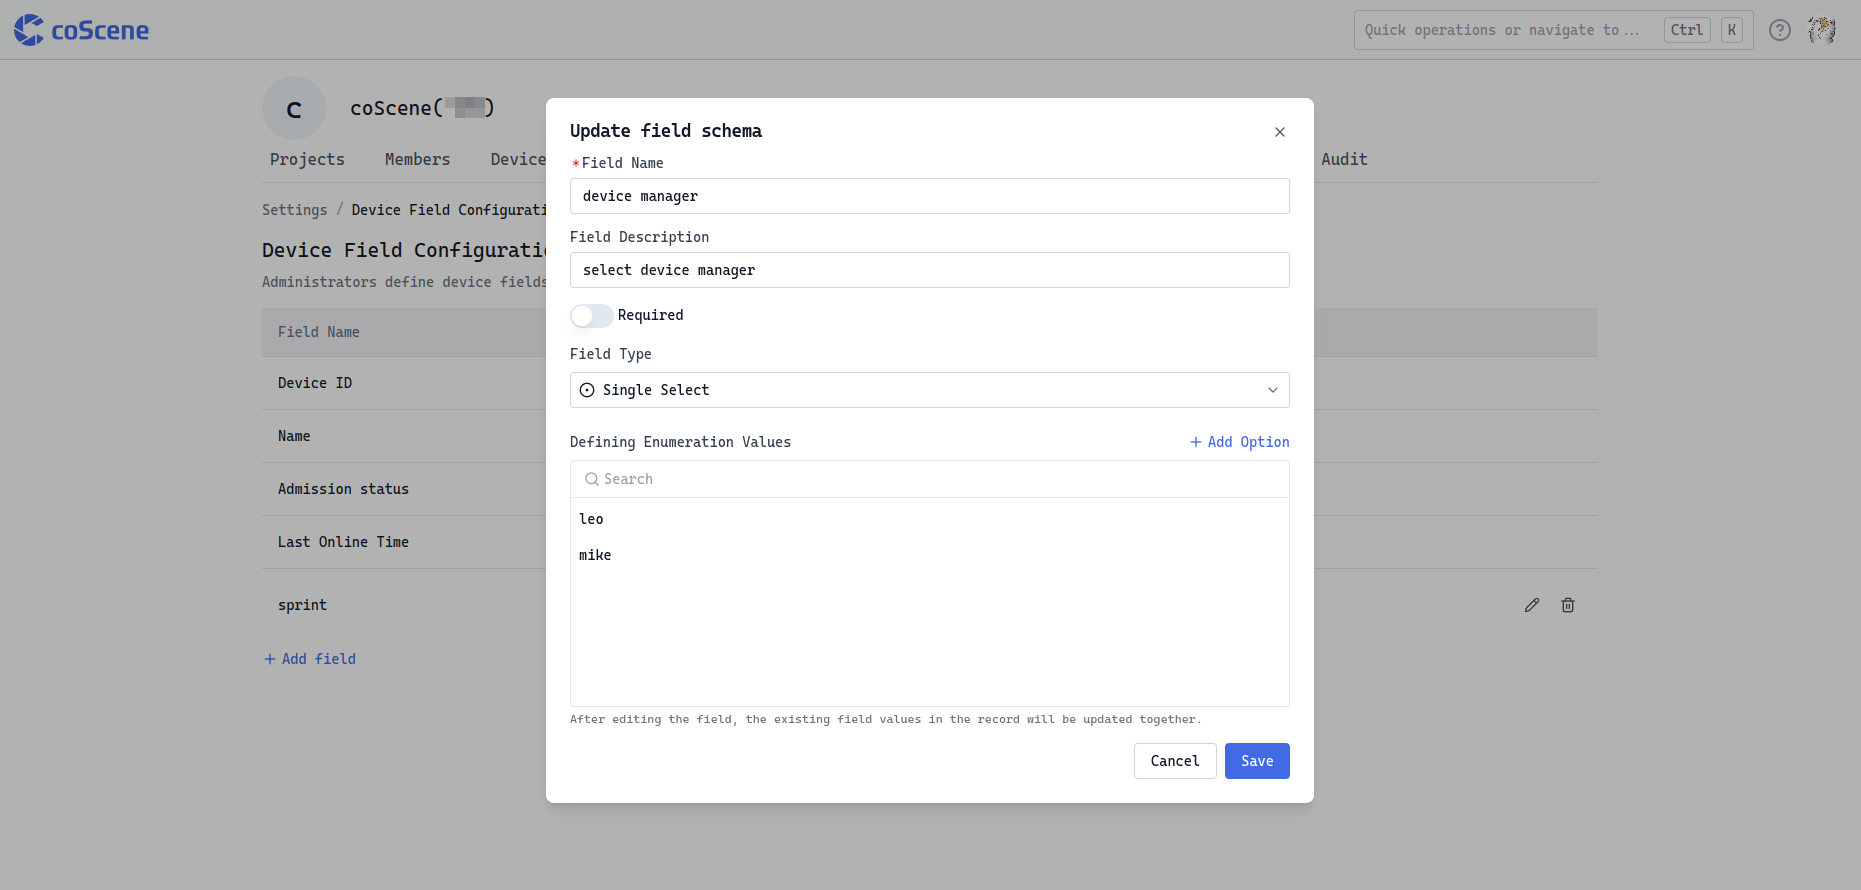 coScene
Quick operations or navigate to... Ctrl K
C
coScene( )
Projects Members Device Audit
Settings / Device Field Configurati
Device Field Configurati
Administrators define device fields
Field Name
Device ID
Name
Admission status
Last Online Time
sprint
+ Add field
Update field schema
*Field Name
device manager
Field Description
select device manager
Required
Field Type
Single Select
Defining Enumeration Values + Add Option
Search
leo
mike
After editing the field, the existing field values in the record will be updated together.
Cancel Save